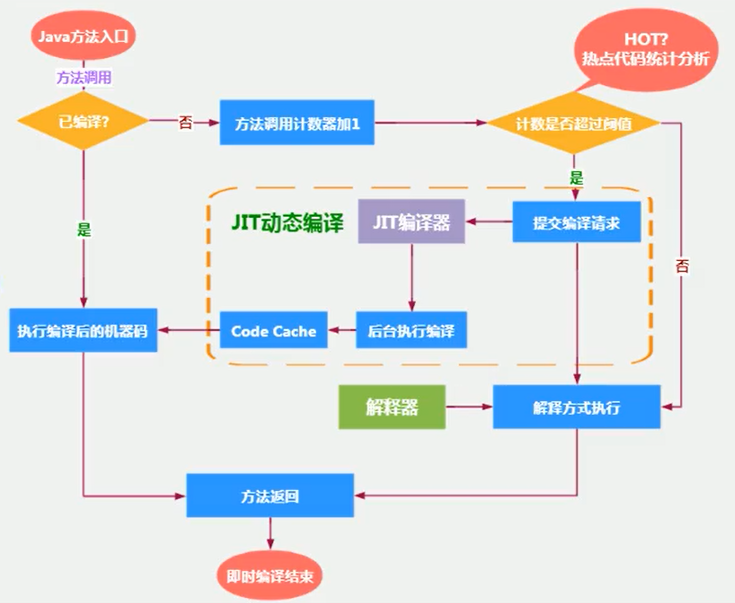 Java方法入口
HOT?
热点代码统计分析
方法调用
已编译?
否
方法调用计数器加1
计数是否超过阈值
是
JIT动态编译
JIT编译器
提交编译请求
是
否
执行编译后的机器码
Code Cache
后台执行编译
解释器
解释方式执行
方法返回
即时编译结束